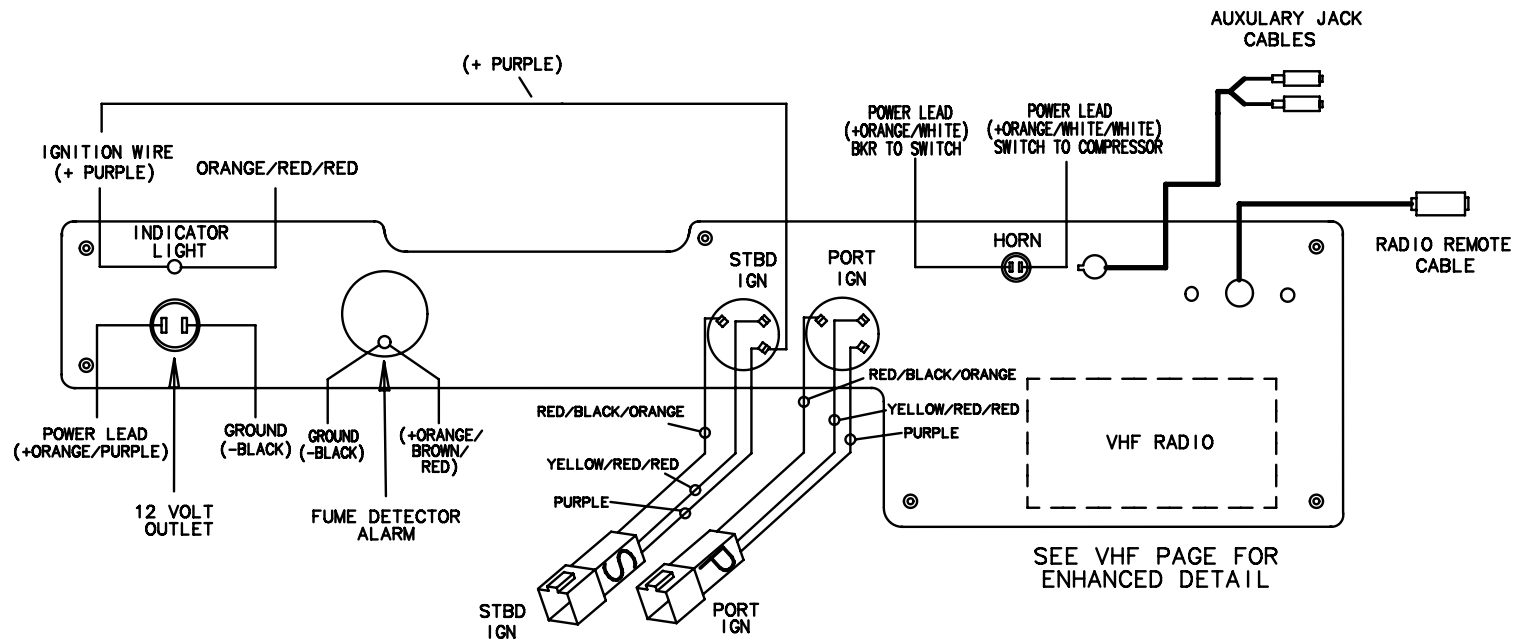 AUXULARY JACK
CABLES
(+ PURPLE)
POWER LEAD
(+ORANGE/WHITE)
BKR TO SWITCH
POWER LEAD
(+ORANGE/WHITE/WHITE)
SWITCH TO COMPRESSOR
IGNITION WIRE
(+ PURPLE)
ORANGE/RED/RED
INDICATOR
LIGHT
STBD
IGN
PORT
IGN
HORN
RADIO REMOTE
CABLE
RED/BLACK/ORANGE
YELLOW/RED/RED
PURPLE
RED/BLACK/ORANGE
YELLOW/RED/RED
PURPLE
VHF RADIO
POWER LEAD
(+ORANGE/PURPLE)
GROUND
(-BLACK)
GROUND
(-BLACK)
(+ORANGE/
BROWN/
RED)
12 VOLT
OUTLET
FUME DETECTOR
ALARM
S
P
STBD
IGN
PORT
IGN
SEE VHF PAGE FOR
ENHANCED DETAIL